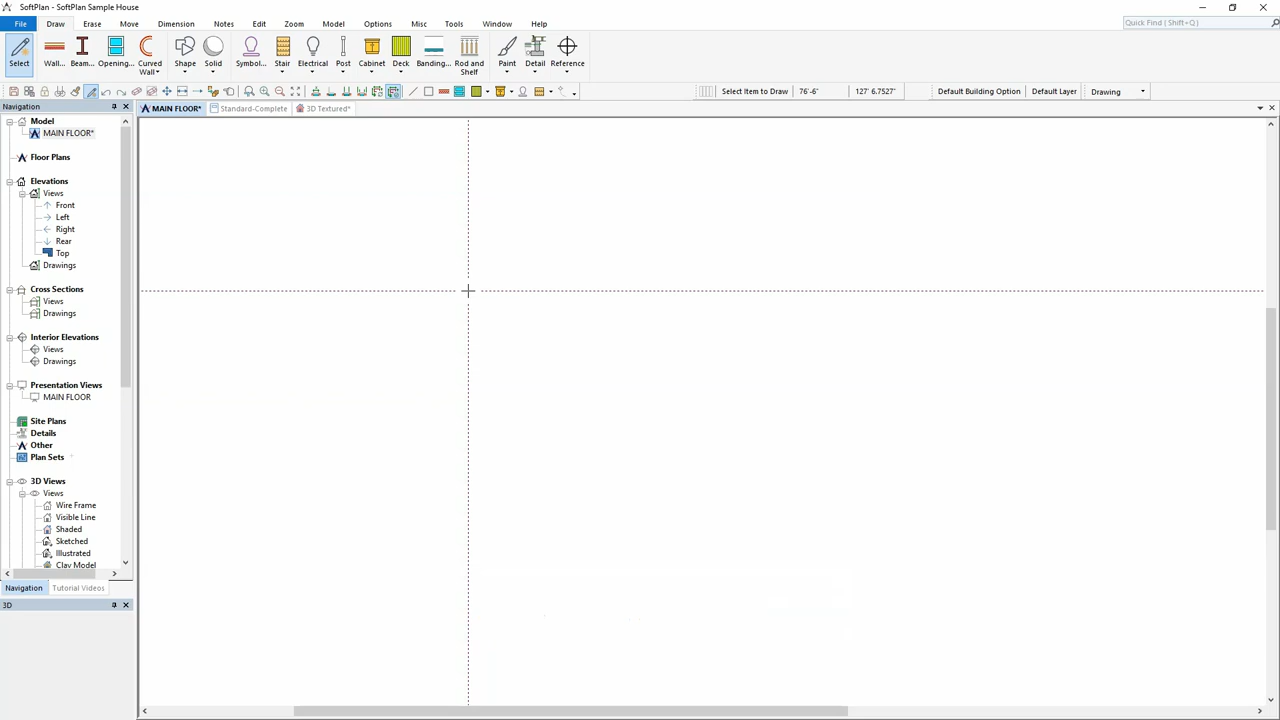 SoftPlan - SoftPlan Sample House
File Draw Erase Move Dimension Notes Edit Zoom Model Options Misc Tools Window Help
Quick Find (Shift+Q)
Select Wall... Beam... Opening... Curved Wall Shape Solid Symbol... Stair Electrical Post Cabinet Deck Banding... Rod and Shelf Paint Detail Reference
Select Item to Draw 76'-6" 127' 6.7527" Default Building Option Default Layer Drawing
Navigation
MAIN FLOOR* Standard-Complete 3D Textured*
Model
MAIN FLOOR*
Floor Plans
Elevations
Views
Front
Left
Right
Rear
Top
Drawings
Cross Sections
Views
Drawings
Interior Elevations
Views
Drawings
Presentation Views
MAIN FLOOR
Site Plans
Details
Other
Plan Sets
3D Views
Views
Wire Frame
Visible Line
Shaded
Sketched
Illustrated
Clay Model
Navigation Tutorial Videos
3D